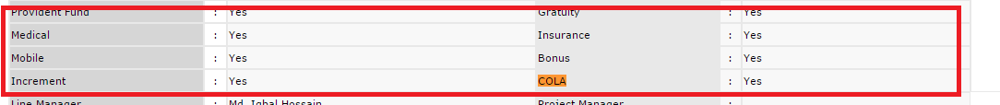 Provident Fund : Yes Gratuity : Yes
Medical : Yes Insurance : Yes
Mobile : Yes Bonus : Yes
Increment : Yes COLA : Yes
Line Manager : Md. Iqbal Hossain Project Manager :